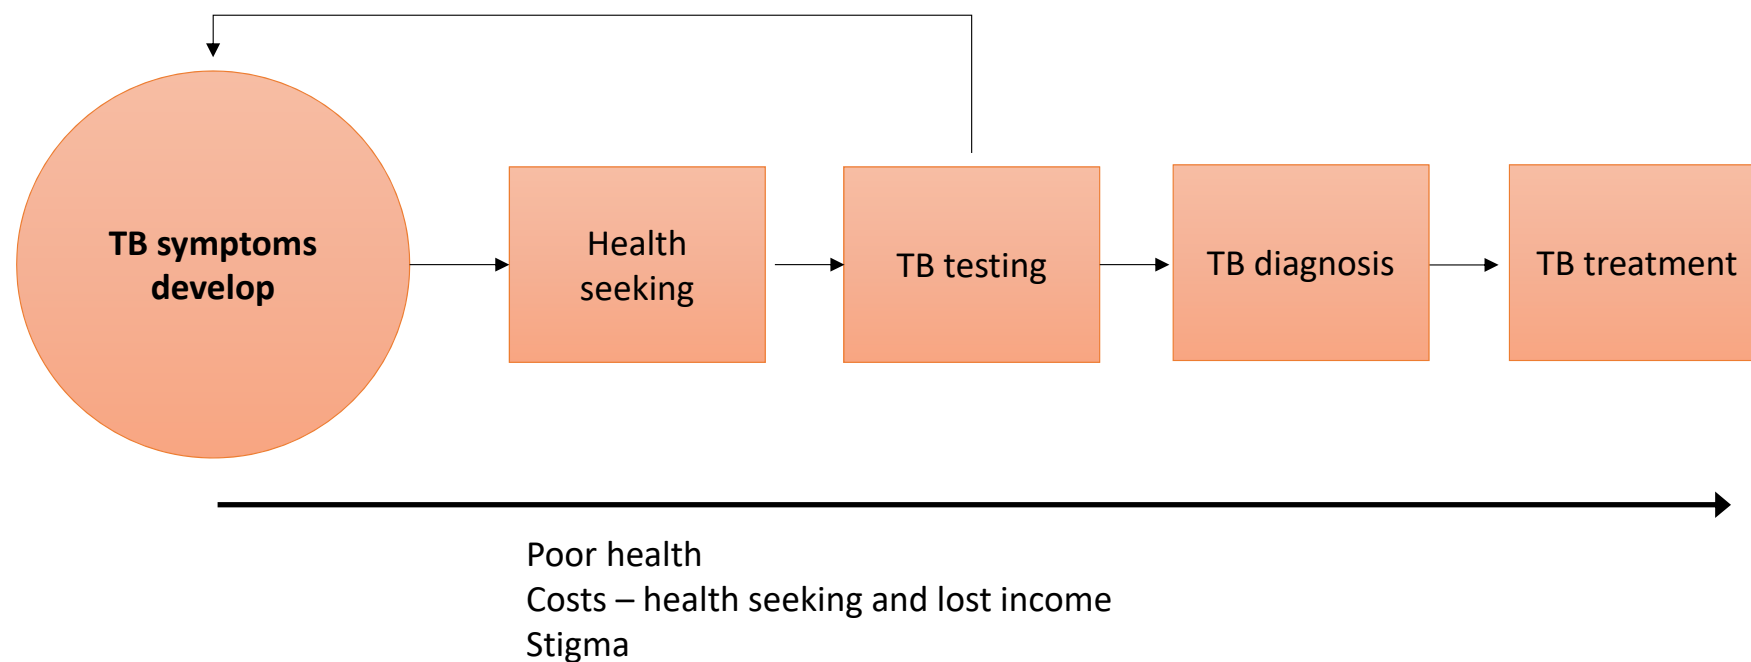 TB symptoms
develop
Health
seeking
TB testing
TB diagnosis
TB treatment
Poor health
Costs – health seeking and lost income
Stigma